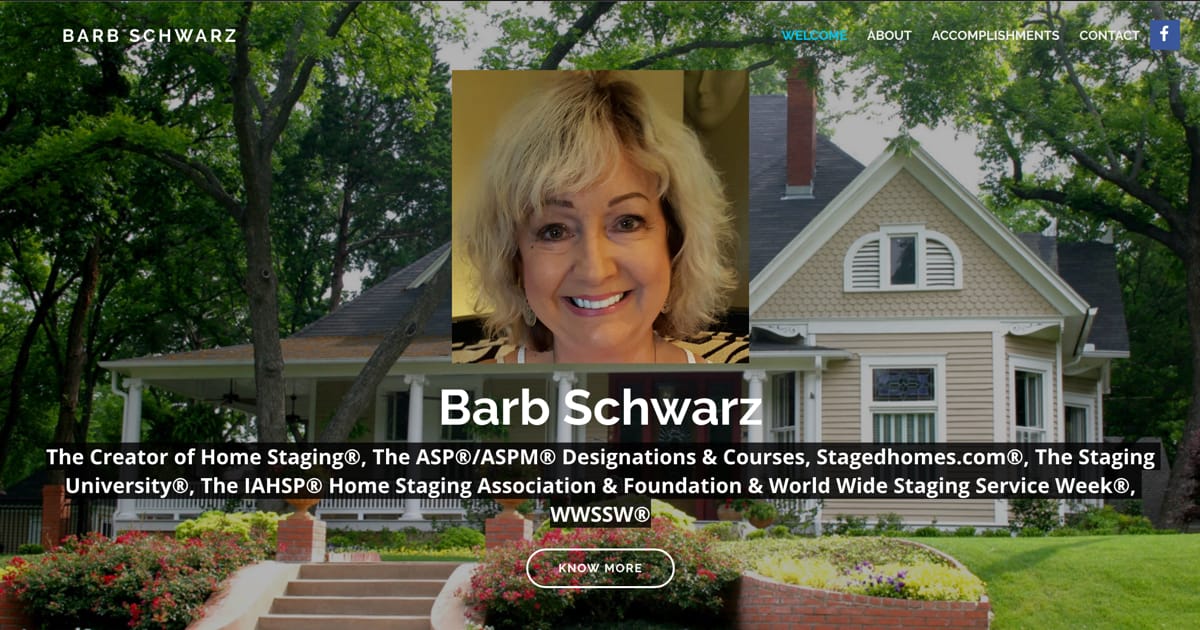 BARB SCHWARZ
WELCOME ABOUT ACCOMPLISHMENTS CONTACT f
Barb Schwarz
The Creator of Home Staging®, The ASP®/ASPM® Designations & Courses, Stagedhomes.com®, The Staging
University®, The IAHSP® Home Staging Association & Foundation & World Wide Staging Service Week®,
WWSSW®
KNOW MORE